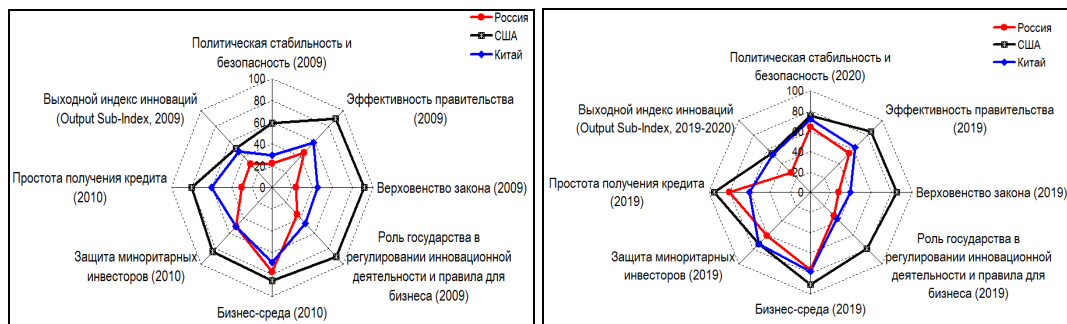 Россия
США
Китай
Политическая стабильность и
безопасность (2009)
100
80
60
40
20
0
Выходной индекс инноваций
(Output Sub-Index, 2009)
Эффективность правительства
(2009)
Простота получения кредита
(2010)
Верховенство закона (2009)
Защита миноритарных
инвесторов (2010)
Роль государства в
регулировании инновационной
деятельности и правила для
бизнеса (2009)
Бизнес-среда (2010)
Россия
США
Китай
Политическая стабильность и
безопасность (2020)
100
80
60
40
20
0
Выходной индекс инноваций
(Output Sub-Index, 2019-2020)
Эффективность правительства
(2019)
Простота получения кредита
(2019)
Верховенство закона (2019)
Защита миноритарных
инвесторов (2019)
Роль государства в
регулировании инновационной
деятельности и правила для
бизнеса (2019)
Бизнес-среда (2019)